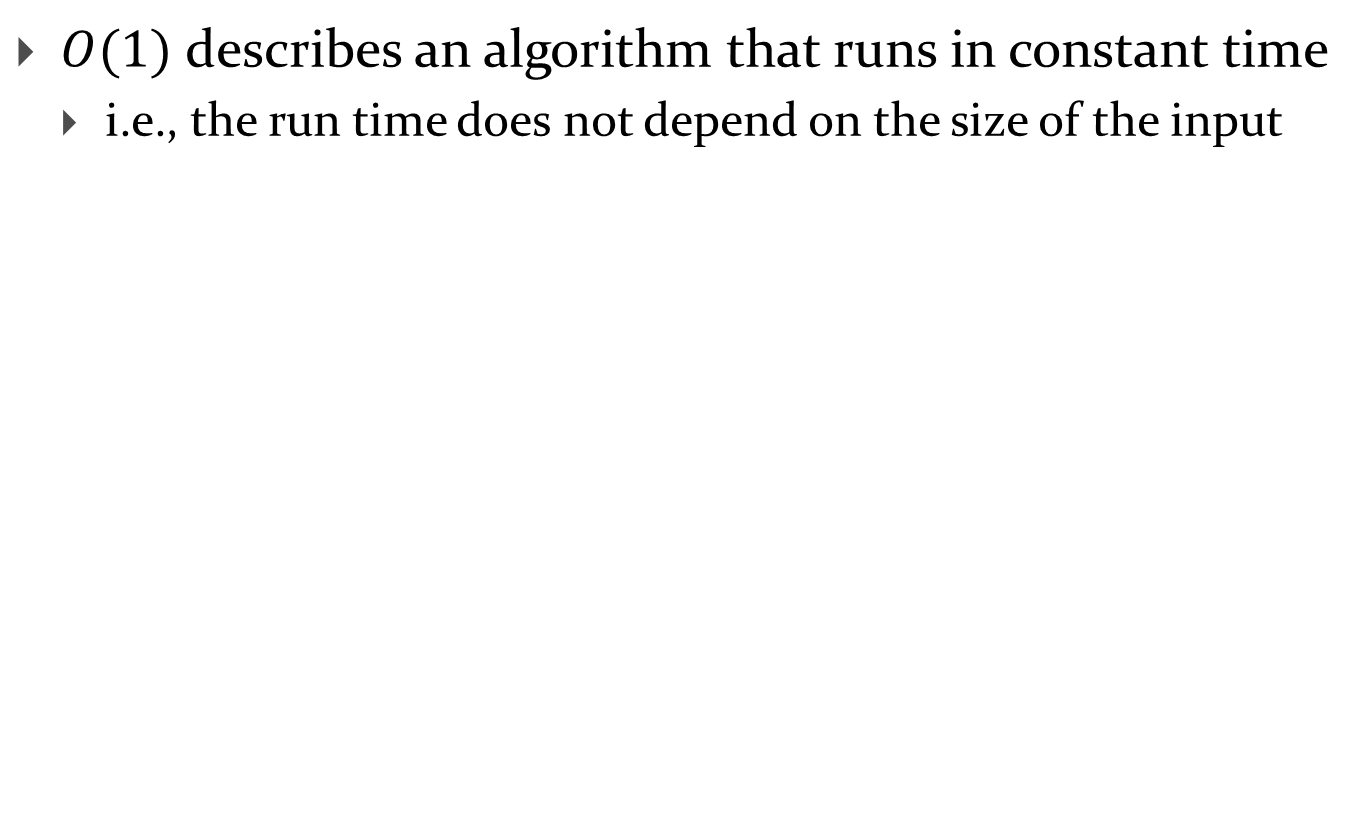 O(1) describes an algorithm that runs in constant time
i.e., the run time does not depend on the size of the input